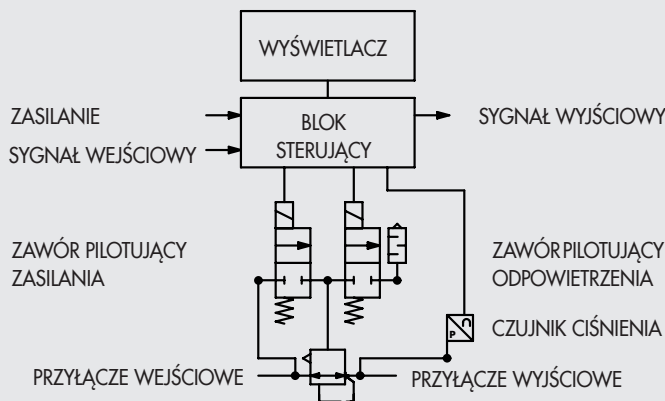 WYŚWIETLACZ
ZASILANIE
BLOK
STERUJĄCY
SYGNAŁ WYJŚCIOWY
SYGNAŁ WEJŚCIOWY
ZAWÓR PILOTUJĄCY
ZASILANIA
ZAWÓR PILOTUJĄCY
ODPOWIETRZENIA
P
CZUJNIK CIŚNIENIA
PRZYŁĄCZE WEJŚCIOWE
PRZYŁĄCZE WYJŚCIOWE